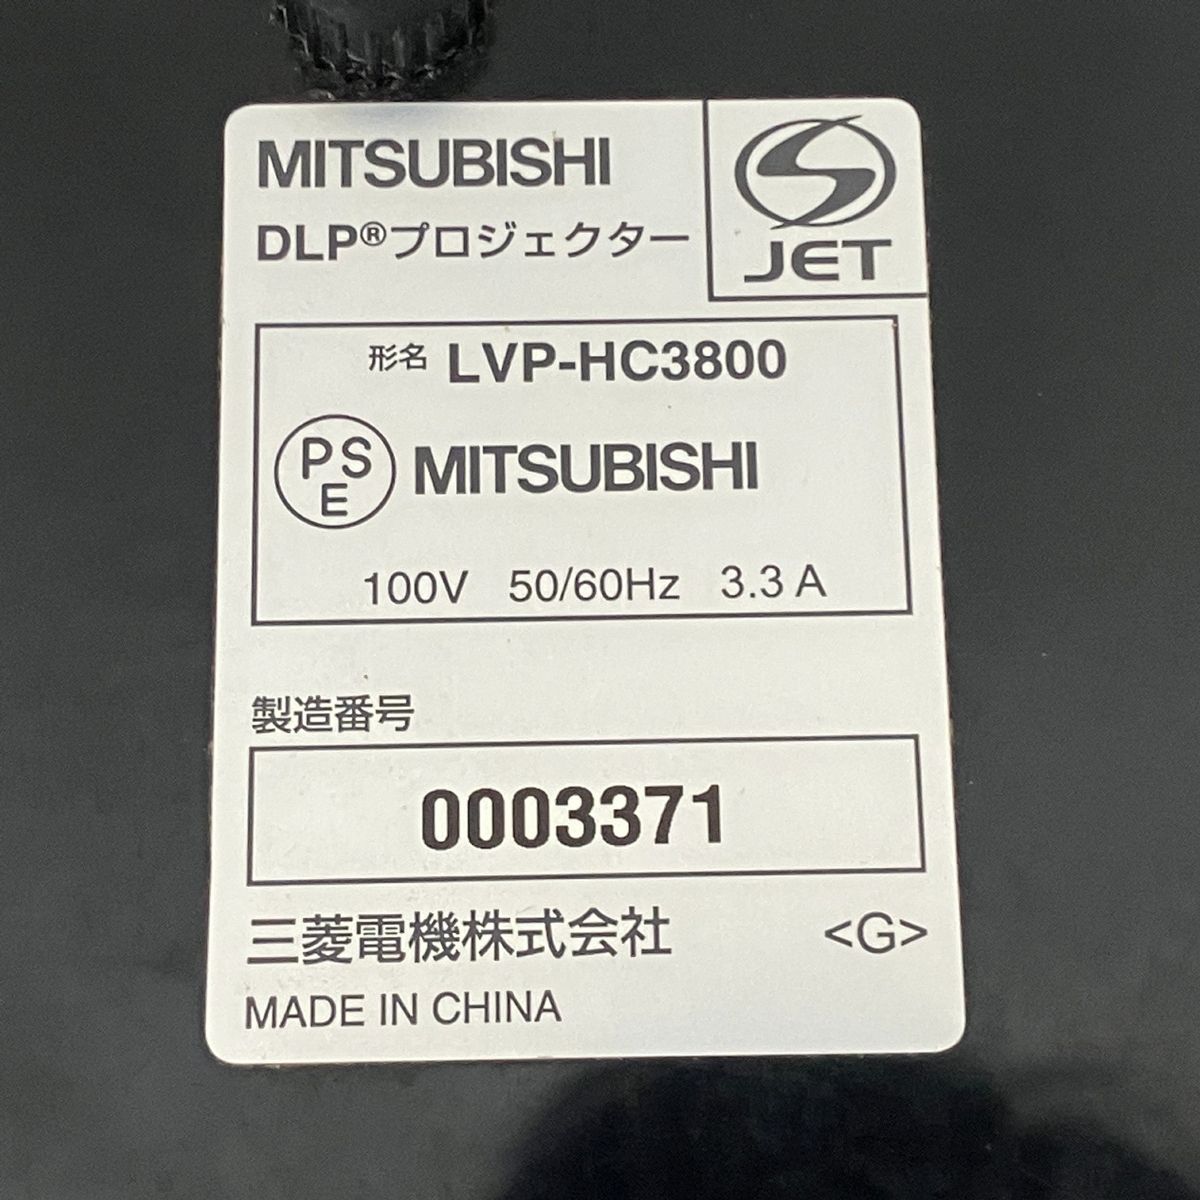 MITSUBISHI
DLP®プロジェクター
JET
形名 LVP-HC3800
PS
E
MITSUBISHI
100V 50/60Hz 3.3 A
製造番号
0003371
三菱電機株式会社 <G>
MADE IN CHINA